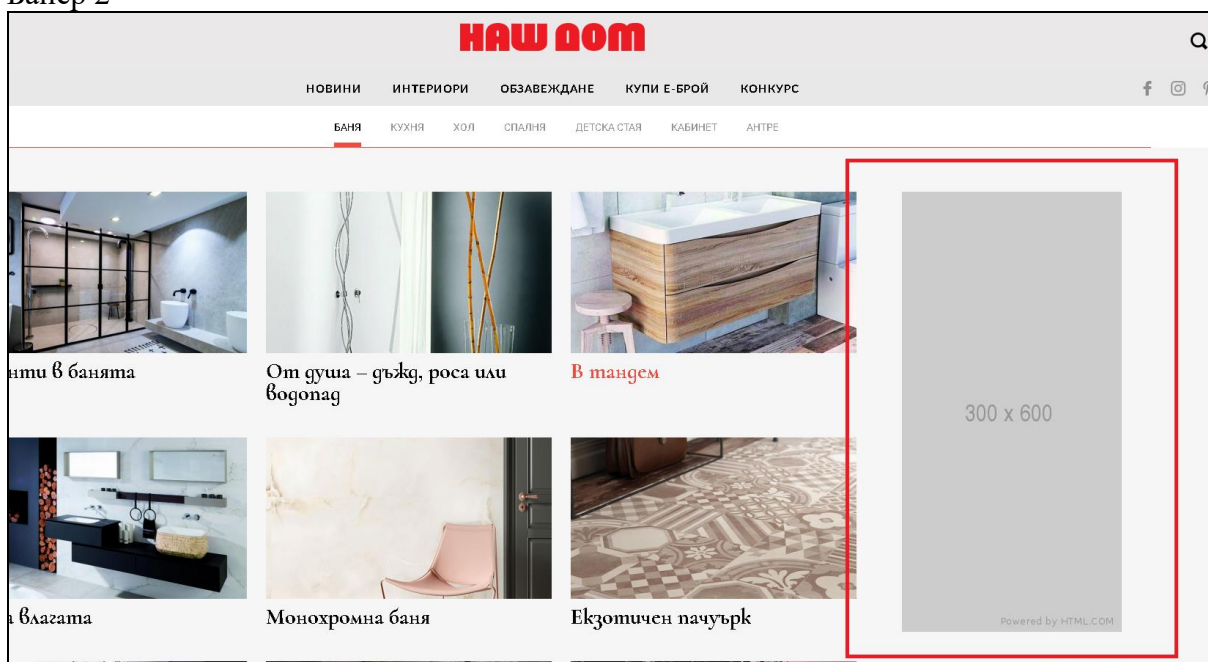 Банер 2
НАШ ДОМ
НОВИНИ ИНТЕРИОРИ ОБЗАВЕЖДАНЕ КУПИ Е-БРОЙ КОНКУРС
БАНЯ КУХНЯ ХОЛ СПАЛНЯ ДЕТСКА СТАЯ КАБИНЕТ АНТРЕ
нти в банята
От душа – дъжд, роса или
водопад
В тандем
300 x 600
Powered by HTML.COM
а влагата
Монохромна баня
Екзотичен пачуърк